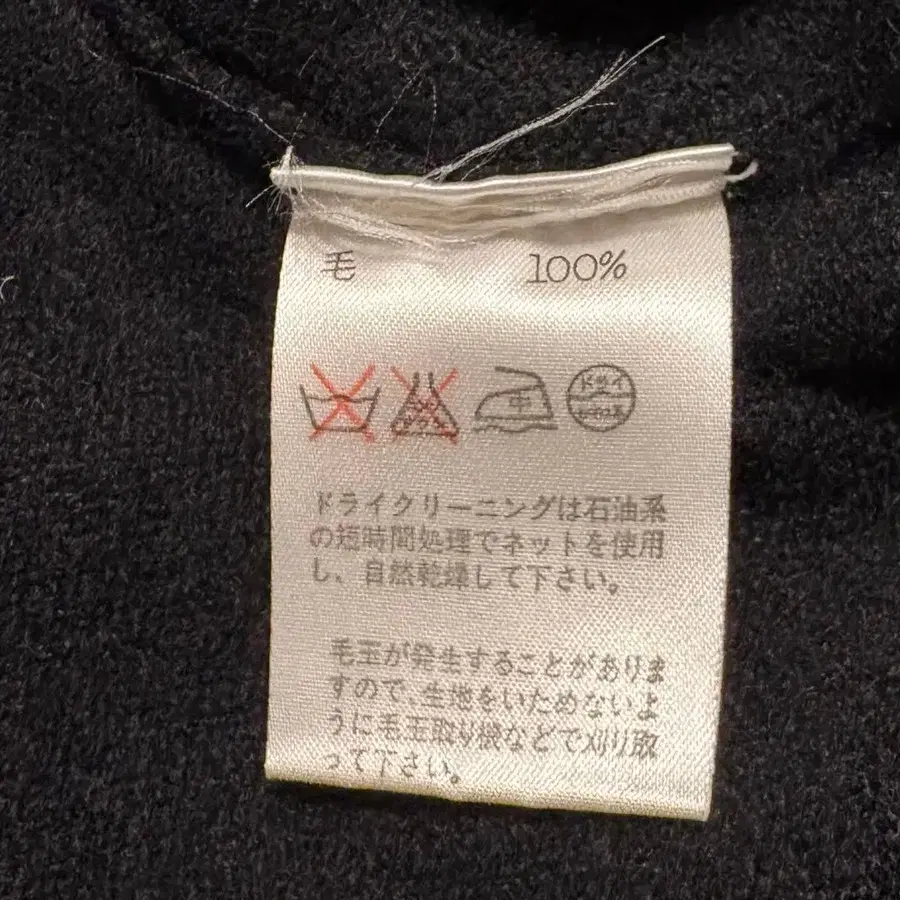 毛 100%
中 ドライ
ドライクリーニングは石油系
の短時間処理でネットを使用
し、自然乾燥して下さい。
毛玉が発生することがありま
すので、生地をいためないよ
うに毛玉取り機などで刈り取
って下さい。